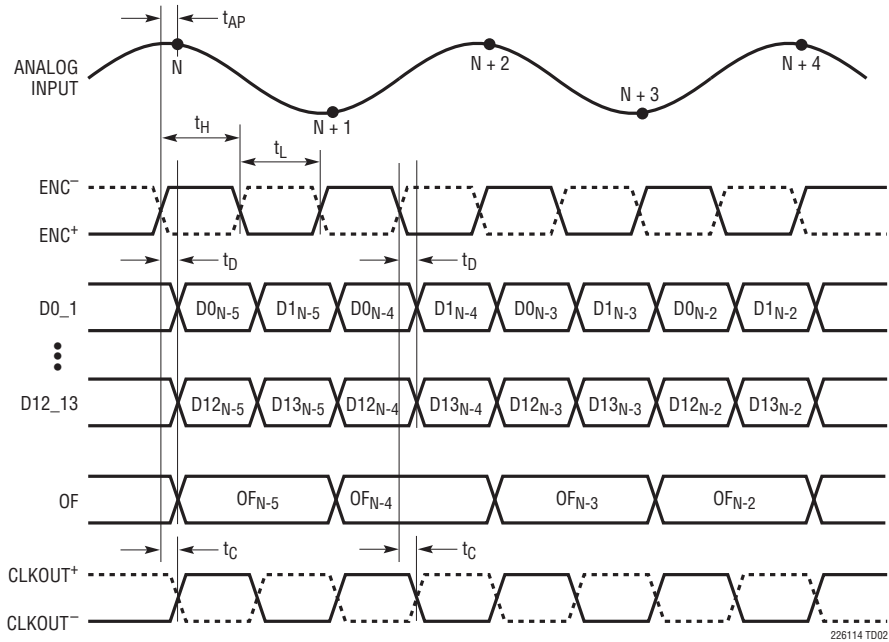 tAP
ANALOG
INPUT
N
N + 1
N + 2
N + 3
N + 4
tH
tL
ENC–
ENC+
tD
tD
D0_1
D0N-5
D1N-5
D0N-4
D1N-4
D0N-3
D1N-3
D0N-2
D1N-2
D12_13
D12N-5
D13N-5
D12N-4
D13N-4
D12N-3
D13N-3
D12N-2
D13N-2
OF
OFN-5
OFN-4
OFN-3
OFN-2
tC
tC
CLKOUT+
CLKOUT–
226114 TD02